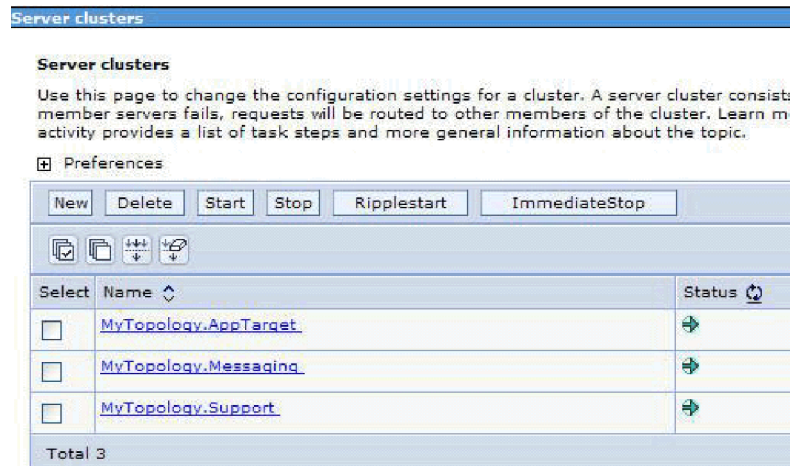 Server clusters
Server clusters
Use this page to change the configuration settings for a cluster. A server cluster consists
member servers fails, requests will be routed to other members of the cluster. Learn m
activity provides a list of task steps and more general information about the topic.
Preferences
New Delete Start Stop Ripplestart ImmediateStop
Select Name Status
MyTopology.AppTarget
MyTopology.Messaging
MyTopology.Support
Total 3